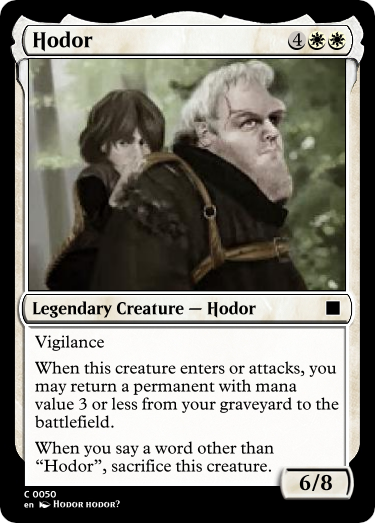 Hodor 4
Legendary Creature — Hodor
Vigilance
When this creature enters or attacks, you
may return a permanent with mana
value 3 or less from your graveyard to the
battlefield.
When you say a word other than
“Hodor”, sacrifice this creature.
6/8
C 0050
en Hodor hodor?